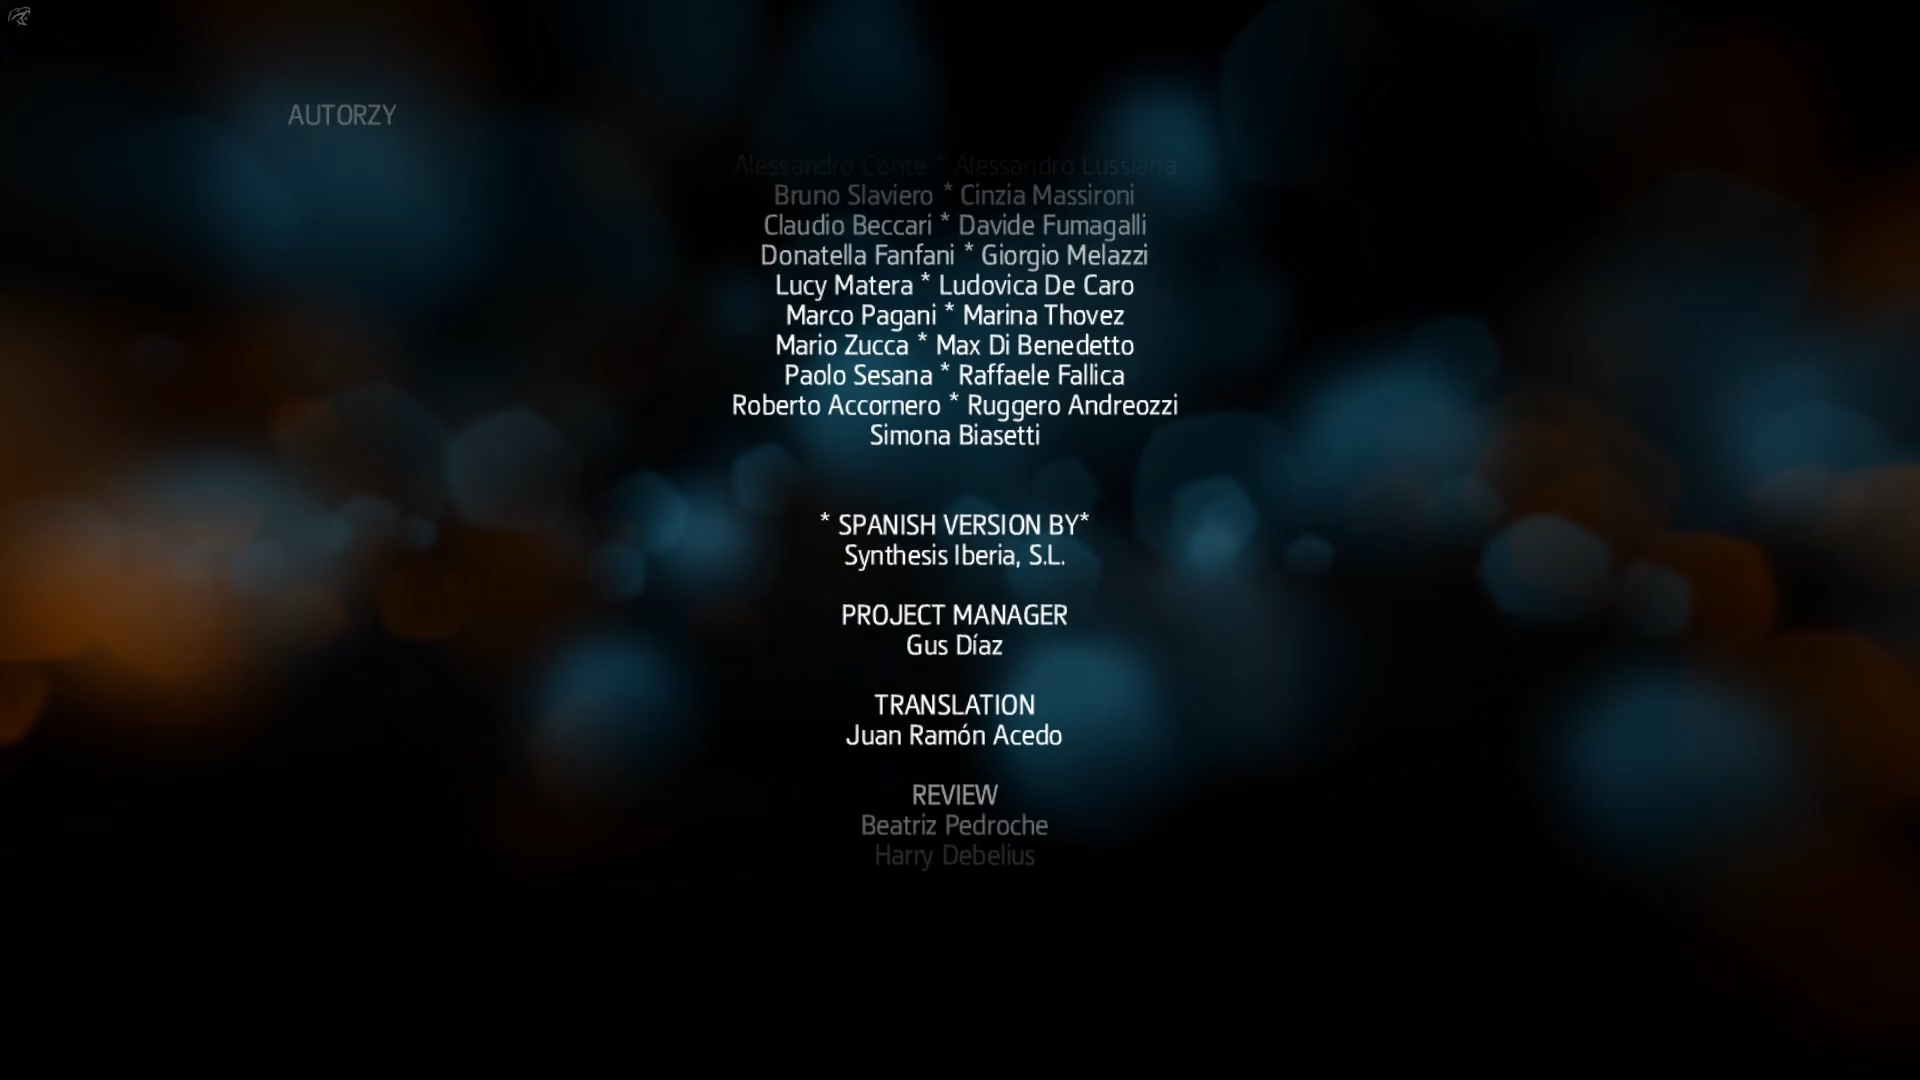 AUTORZY
Alessandro Conte * Alessandro Lussiana
Bruno Slaviero * Cinzia Massironi
Claudio Beccari * Davide Fumagalli
Donatella Fanfani * Giorgio Melazzi
Lucy Matera * Ludovica De Caro
Marco Pagani * Marina Thovez
Mario Zucca * Max Di Benedetto
Paolo Sesana * Raffaele Fallica
Roberto Accornero * Ruggero Andreozzi
Simona Biasetti
* SPANISH VERSION BY*
Synthesis Iberia, S.L.
PROJECT MANAGER
Gus Díaz
TRANSLATION
Juan Ramón Acedo
REVIEW
Beatriz Pedroche
Harry Debelius